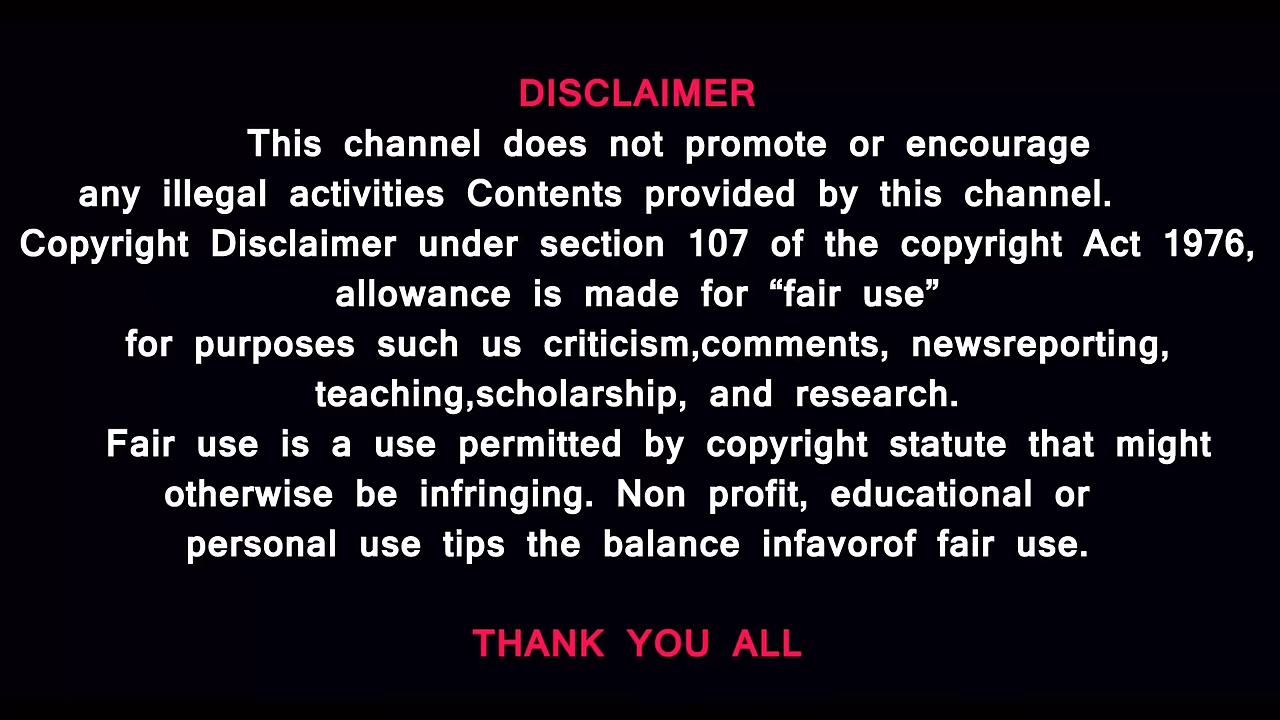 DISCLAIMER
This channel does not promote or encourage
any illegal activities Contents provided by this channel.
Copyright Disclaimer under section 107 of the copyright Act 1976,
allowance is made for “fair use”
for purposes such us criticism,comments, newsreporting,
teaching,scholarship, and research.
Fair use is a use permitted by copyright statute that might
otherwise be infringing. Non profit, educational or
personal use tips the balance infavorof fair use.
THANK YOU ALL